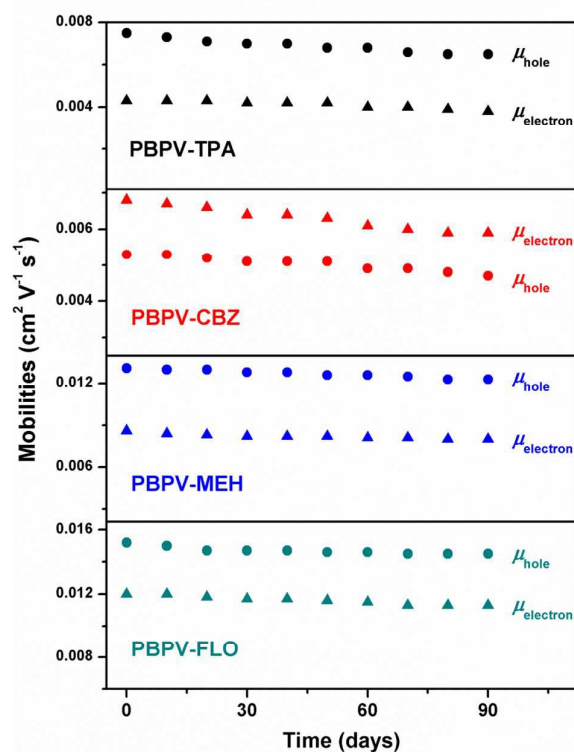 Mobilities (cm² V⁻¹ s⁻¹)
0.008
μhole
0.004
μelectron
PBPV-TPA
0.006
μelectron
μhole
0.004
PBPV-CBZ
0.012
μhole
μelectron
0.006
PBPV-MEH
0.016
μhole
0.012
μelectron
PBPV-FLO
0.008
0 30 60 90
Time (days)